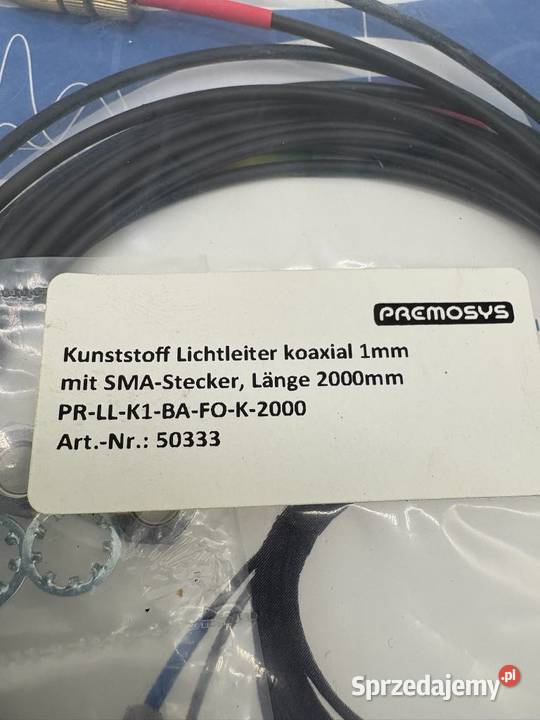 PREMOSYS
Kunststoff Lichtleiter koaxial 1mm
mit SMA-Stecker, Länge 2000mm
PR-LL-K1-BA-FO-K-2000
Art.-Nr.: 50333
Sprzedajemy.pl